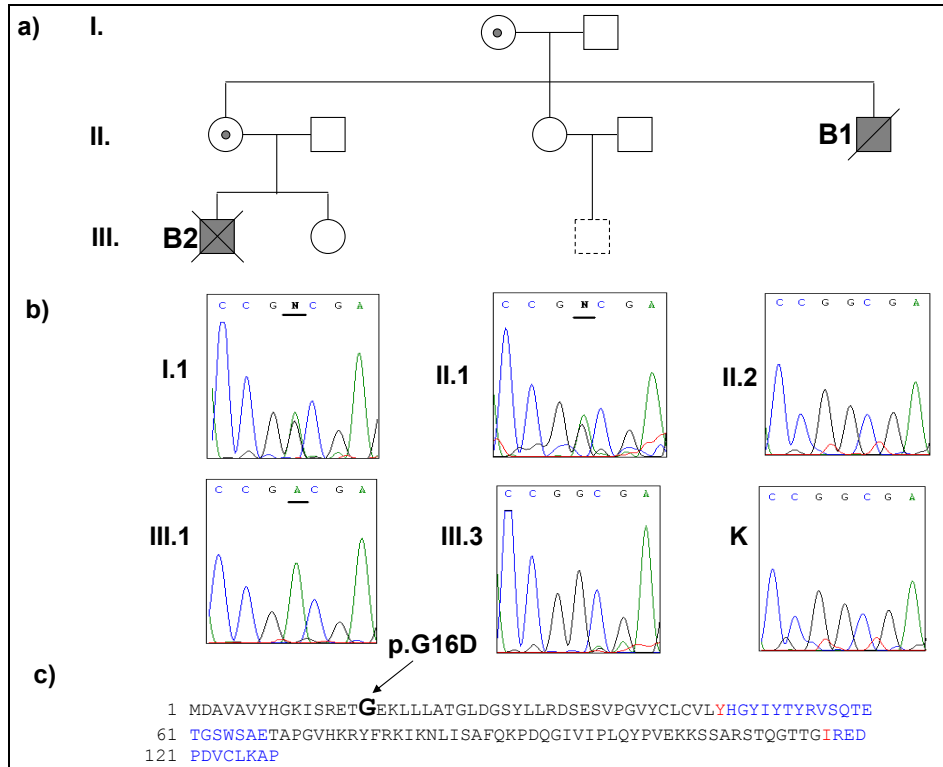 a)
I.
II.
B1
III.
B2
b)
C C G N C G A
I.1
C C G N C G A
II.1
C C G G C G A
II.2
C C G A C G A
III.1
C C G G C G A
III.3
C C G G C G A
K
p.G16D
c)
1 MDAVAVYHGKISRETGEKLLLATGLDGSYLLRDSESVPGVYCLCVLYHGYIYTYRVSQTE
61 TGSWSAETAPGVHKRYFRKIKNLISAFQKPDQGIVIPLQYPVEKKSSARSTQGTTGIRED
121 PDVCLKAP